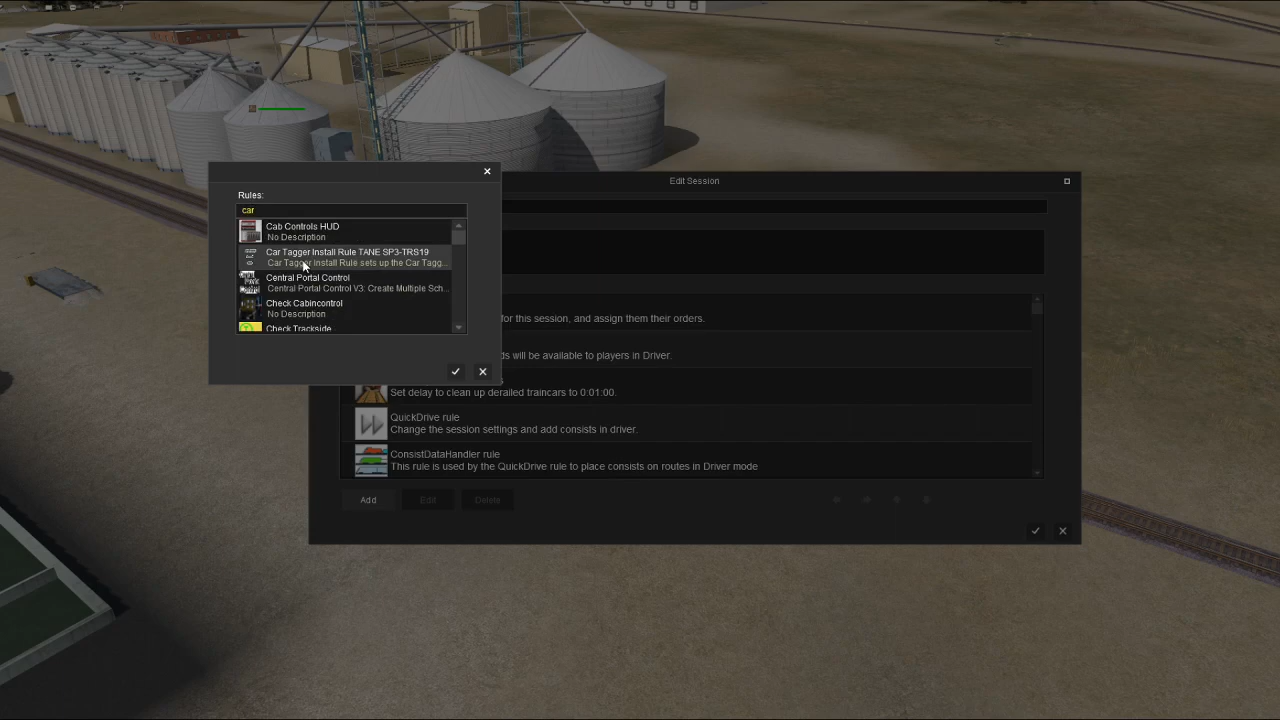 Edit Session
Rules:
car
Cab Controls HUD
No Description
Car Tagger Install Rule TANE SP3-TRS19
Car Tagger Install Rule sets up the Car Tagg...
Central Portal Control
Central Portal Control V3: Create Multiple Sch...
Check Cabincontrol
No Description
Check Trackside
for this session, and assign them their orders.
ds will be available to players in Driver.
Set delay to clean up derailed traincars to 0:01:00.
QuickDrive rule
Change the session settings and add consists in driver.
ConsistDataHandler rule
This rule is used by the QuickDrive rule to place consists on routes in Driver mode
Add
Edit
Delete